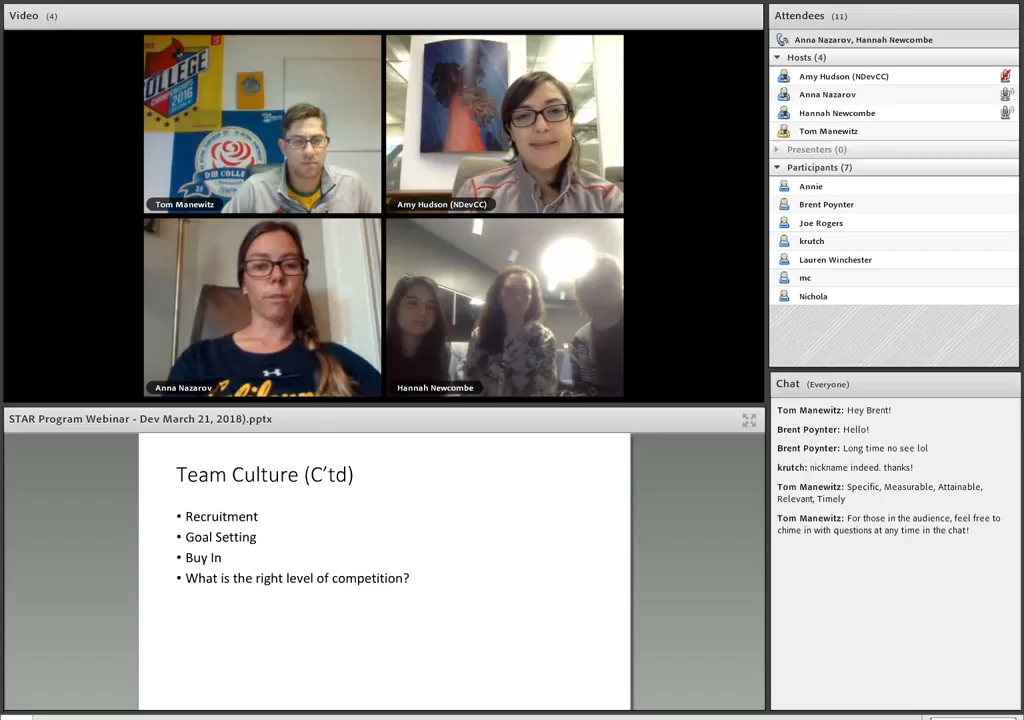 Video (4)
COLLEGE
CHAMPIONSHIPS
2016
DIII COLLEGE
Tom Manewitz
Amy Hudson (NDevCC)
Anna Nazarov
Hannah Newcombe
STAR Program Webinar - Dev March 21, 2018).pptx
Team Culture (C’td)
• Recruitment
• Goal Setting
• Buy In
• What is the right level of competition?
Attendees (11)
Anna Nazarov, Hannah Newcombe
Hosts (4)
Amy Hudson (NDevCC)
Anna Nazarov
Hannah Newcombe
Tom Manewitz
Presenters (0)
Participants (7)
Annie
Brent Poynter
Joe Rogers
krutch
Lauren Winchester
mc
Nichola
Chat (Everyone)
Tom Manewitz: Hey Brent!
Brent Poynter: Hello!
Brent Poynter: Long time no see lol
krutch: nickname indeed. thanks!
Tom Manewitz: Specific, Measurable, Attainable,
Relevant, Timely
Tom Manewitz: For those in the audience, feel free to
chime in with questions at any time in the chat!